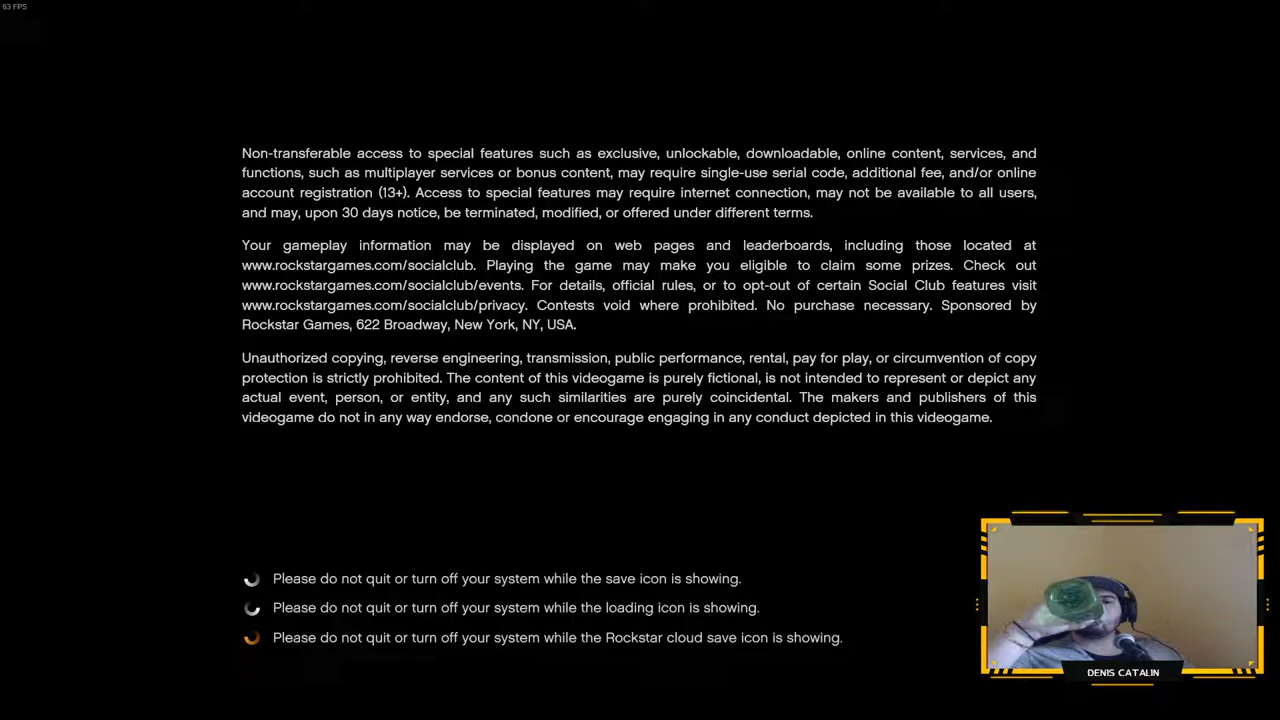 63 FPS
Non-transferable access to special features such as exclusive, unlockable, downloadable, online content, services, and
functions, such as multiplayer services or bonus content, may require single-use serial code, additional fee, and/or online
account registration (13+). Access to special features may require internet connection, may not be available to all users,
and may, upon 30 days notice, be terminated, modified, or offered under different terms.
Your gameplay information may be displayed on web pages and leaderboards, including those located at
www.rockstargames.com/socialclub. Playing the game may make you eligible to claim some prizes. Check out
www.rockstargames.com/socialclub/events. For details, official rules, or to opt-out of certain Social Club features visit
www.rockstargames.com/socialclub/privacy. Contests void where prohibited. No purchase necessary. Sponsored by
Rockstar Games, 622 Broadway, New York, NY, USA.
Unauthorized copying, reverse engineering, transmission, public performance, rental, pay for play, or circumvention of copy
protection is strictly prohibited. The content of this videogame is purely fictional, is not intended to represent or depict any
actual event, person, or entity, and any such similarities are purely coincidental. The makers and publishers of this
videogame do not in any way endorse, condone or encourage engaging in any conduct depicted in this videogame.
Please do not quit or turn off your system while the save icon is showing.
Please do not quit or turn off your system while the loading icon is showing.
Please do not quit or turn off your system while the Rockstar cloud save icon is showing.
DENIS CATALIN